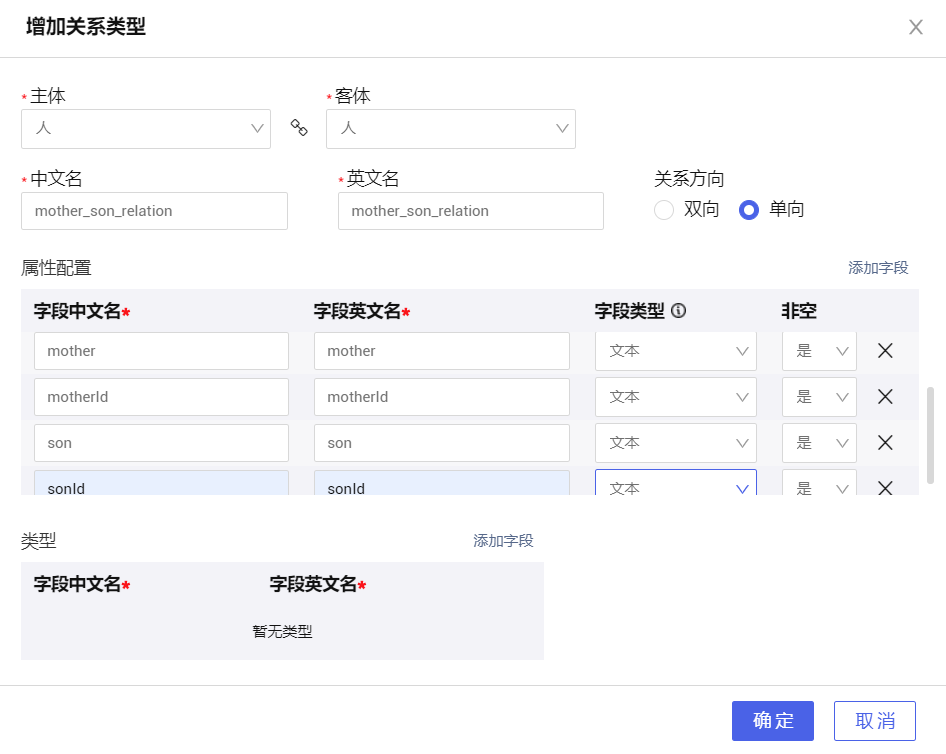 增加关系类型
*主体 *客体
人 人
*中文名 *英文名 关系方向
mother_son_relation mother_son_relation 双向 单向
属性配置 添加字段
字段中文名* 字段英文名* 字段类型 非空
mother mother 文本 是
motherId motherId 文本 是
son son 文本 是
sonId sonId 文本 是
类型 添加字段
字段中文名* 字段英文名*
暂无类型
确定 取消